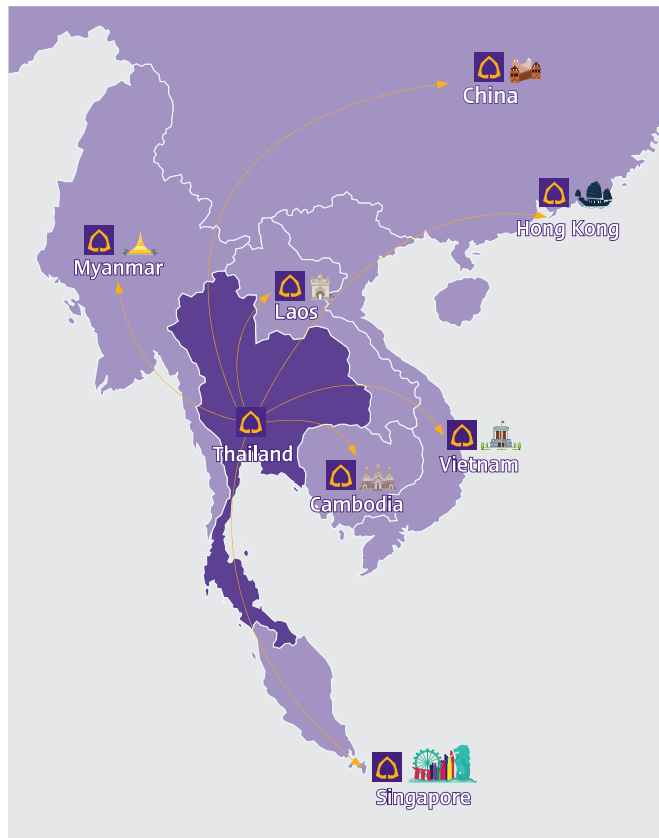 China
Hong Kong
Myanmar
Laos
Thailand
Vietnam
Cambodia
Singapore